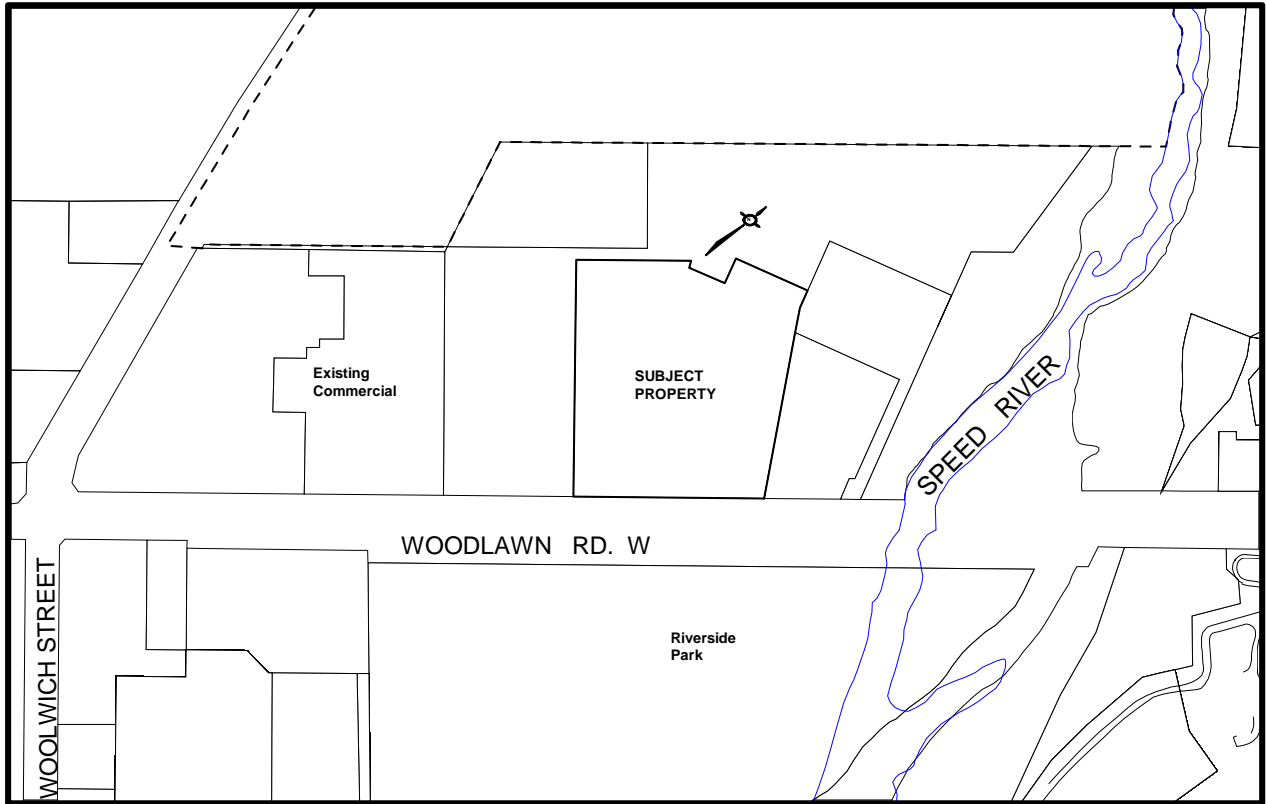 Existing
Commercial
SUBJECT
PROPERTY
SPEED RIVER
WOODLAWN RD. W
WOOLWICH STREET
Riverside
Park